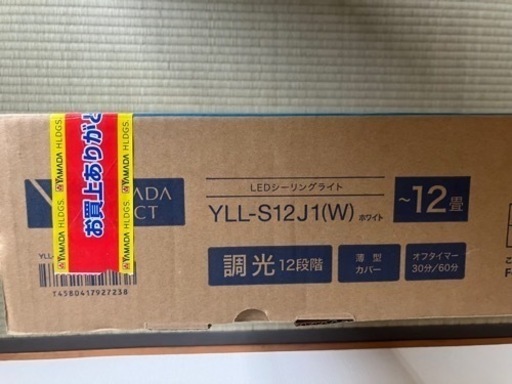 LEDシーリングライト
YLL-S12J1(W) ホワイト
~12畳
調光 12段階
薄型
カバー
オフタイマー
30分/60分
YAMADA HLDGS.
お買上ありがと
YAMADA HLDGS.
YLL-
T4580417927238